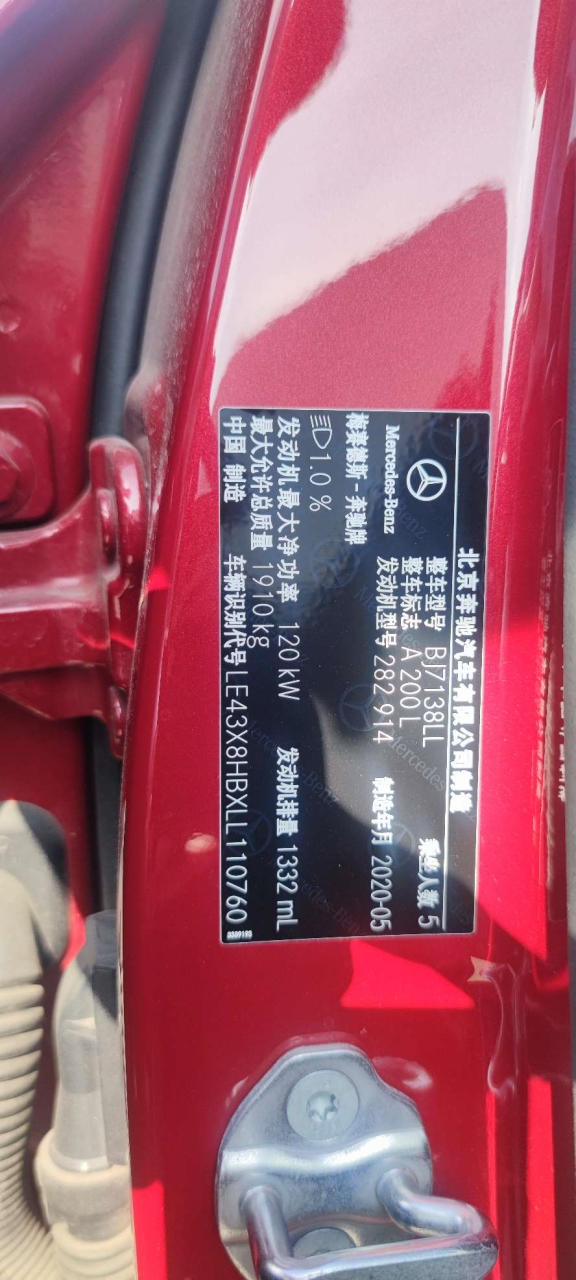 北京奔驰汽车有限公司制造
Mercedes-Benz
梅赛德斯-奔驰牌
整车型号 BJ7138LL 乘坐人数 5
整车标志 A 200 L
发动机型号 282 914 制造年月 2020-05
1.0 %
发动机最大净功率 120 kW 发动机排量 1332 mL
最大允许总质量 1910 kg
中国 制造 车辆识别代号 LE43X8HBXLL110760